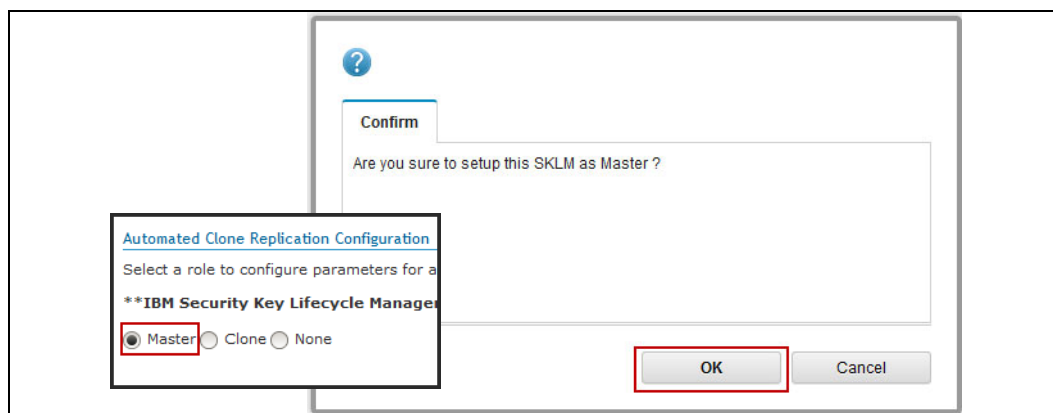 ?
Confirm
Are you sure to setup this SKLM as Master ?
Automated Clone Replication Configuration
Select a role to configure parameters for a
**IBM Security Key Lifecycle Manager
Master Clone None
OK Cancel